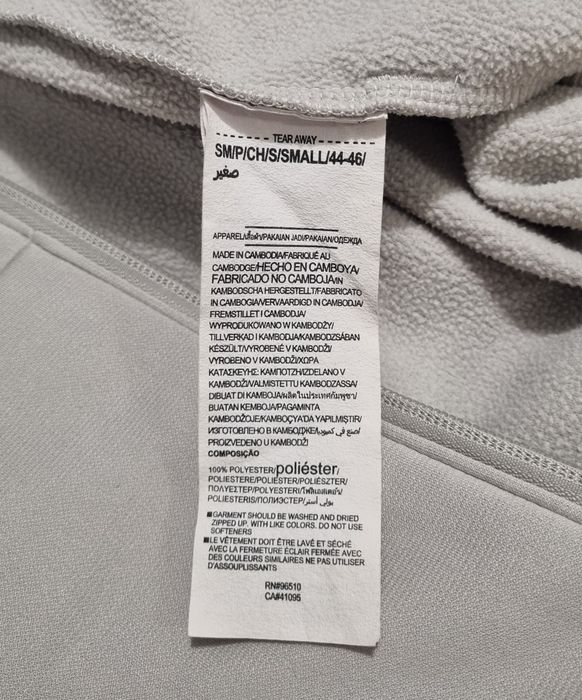 TEAR AWAY
SM/P/CH/S/SMALL/44-46/
صغير
APPAREL/เสื้อผ้า/PAKAIAN JADI/PAKAIAN/ОДЕЖДА
MADE IN CAMBODIA/FABRIQUÉ AU
CAMBODGE/HECHO EN CAMBOYA/
FABRICADO NO CAMBOJA/IN
KAMBODSCHA HERGESTELLT/FABBRICATO
IN CAMBOGIA/VERVAARDIGD IN CAMBODJA/
FREMSTILLET I CAMBODJA/
WYPRODUKOWANO W KAMBODŻY/
TILLVERKAD I KAMBODJA/KAMBODZSÁBAN
KÉSZÜLT/VYROBENÉ V KAMBODŽI/
VYROBENO V KAMBODŽI/ΧΩΡΑ
ΚΑΤΑΣΚΕΥΗΣ: ΚΑΜΠΟΤΖΗ/IZDELANO V
KAMBODŽI/VALMISTETTU KAMBODZASSA/
DIBUAT DI KAMBOJA/ผลิตในประเทศกัมพูชา/
BUATAN KEMBOJA/PAGAMINTA
KAMBODŽOJE/KAMBOÇYA'DA YAPILMIŞTIR/
ИЗГОТОВЛЕНО В КАМБОДЖЕ/صنع في كمبوديا/
PROIZVEDENO U KAMBODŽI
COMPOSIÇÃO
100% POLYESTER/poliéster/
POLIESTERE/POLIESTER/POLIÉSZTER/
ΠΟΛΥΕΣΤΕΡ/POLYESTERI/โพลีเอสเตอร์/
POLIESTERIS/ПОЛИЭСТЕР/بولي أستر
■GARMENT SHOULD BE WASHED AND DRIED
ZIPPED UP. WITH LIKE COLORS. DO NOT USE
SOFTENERS
■LE VÊTEMENT DOIT ÊTRE LAVÉ ET SÉCHÉ
AVEC LA FERMETURE ÉCLAIR FERMÉE AVEC
DES COULEURS SIMILAIRES NE PAS UTILISER
D'ASSOUPLISSANTS
RN#96510
CA#41095